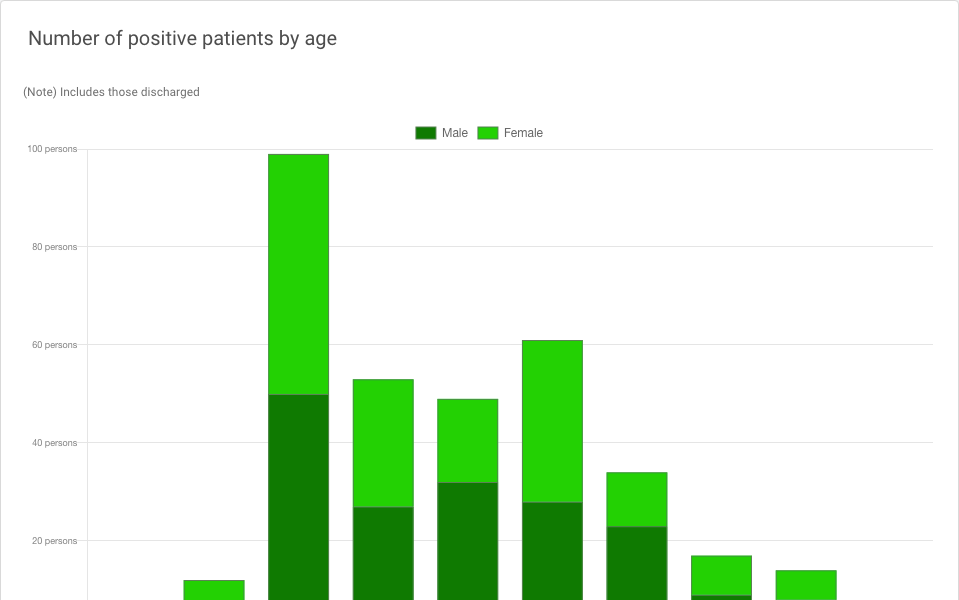 Number of positive patients by age
(Note) Includes those discharged
Male Female
100 persons
80 persons
60 persons
40 persons
20 persons